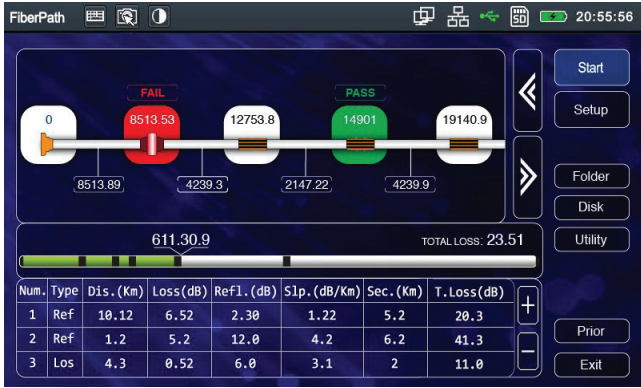 FiberPath SD 20:55:56
Start
FAIL PASS
0 8513.53 12753.8 14901 19140.9
Setup
8513.89 4239.3 2147.22 4239.9
Folder
Disk
611.30.9 TOTAL LOSS: 23.51
Utility
Num. Type Dis.(Km) Loss(dB) Refl.(dB) Slp.(dB/Km) Sec.(Km) T.Loss(dB)
1 Ref 10.12 6.52 2.30 1.22 5.2 20.3 +
2 Ref 1.2 5.2 12.0 4.2 6.2 41.3
Prior
3 Los 4.3 0.52 6.0 3.1 2 11.0 −
Exit